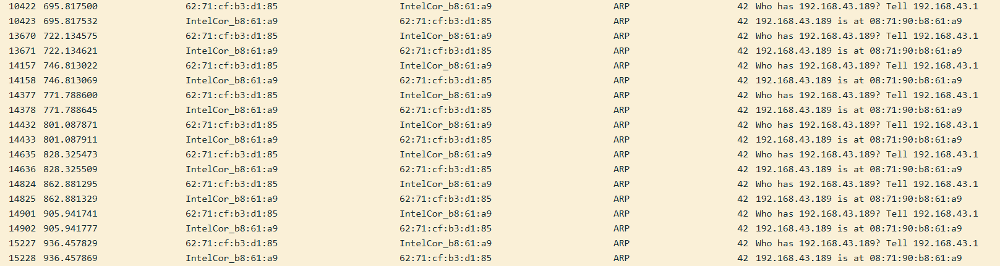 10422 695.817500 62:71:cf:b3:d1:85 IntelCor_b8:61:a9 ARP 42 Who has 192.168.43.189? Tell 192.168.43.1
10423 695.817532 IntelCor_b8:61:a9 62:71:cf:b3:d1:85 ARP 42 192.168.43.189 is at 08:71:90:b8:61:a9
13670 722.134575 62:71:cf:b3:d1:85 IntelCor_b8:61:a9 ARP 42 Who has 192.168.43.189? Tell 192.168.43.1
13671 722.134621 IntelCor_b8:61:a9 62:71:cf:b3:d1:85 ARP 42 192.168.43.189 is at 08:71:90:b8:61:a9
14157 746.813022 62:71:cf:b3:d1:85 IntelCor_b8:61:a9 ARP 42 Who has 192.168.43.189? Tell 192.168.43.1
14158 746.813069 IntelCor_b8:61:a9 62:71:cf:b3:d1:85 ARP 42 192.168.43.189 is at 08:71:90:b8:61:a9
14377 771.788600 62:71:cf:b3:d1:85 IntelCor_b8:61:a9 ARP 42 Who has 192.168.43.189? Tell 192.168.43.1
14378 771.788645 IntelCor_b8:61:a9 62:71:cf:b3:d1:85 ARP 42 192.168.43.189 is at 08:71:90:b8:61:a9
14432 801.087871 62:71:cf:b3:d1:85 IntelCor_b8:61:a9 ARP 42 Who has 192.168.43.189? Tell 192.168.43.1
14433 801.087911 IntelCor_b8:61:a9 62:71:cf:b3:d1:85 ARP 42 192.168.43.189 is at 08:71:90:b8:61:a9
14635 828.325473 62:71:cf:b3:d1:85 IntelCor_b8:61:a9 ARP 42 Who has 192.168.43.189? Tell 192.168.43.1
14636 828.325509 IntelCor_b8:61:a9 62:71:cf:b3:d1:85 ARP 42 192.168.43.189 is at 08:71:90:b8:61:a9
14824 862.881295 62:71:cf:b3:d1:85 IntelCor_b8:61:a9 ARP 42 Who has 192.168.43.189? Tell 192.168.43.1
14825 862.881329 IntelCor_b8:61:a9 62:71:cf:b3:d1:85 ARP 42 192.168.43.189 is at 08:71:90:b8:61:a9
14901 905.941741 62:71:cf:b3:d1:85 IntelCor_b8:61:a9 ARP 42 Who has 192.168.43.189? Tell 192.168.43.1
14902 905.941777 IntelCor_b8:61:a9 62:71:cf:b3:d1:85 ARP 42 192.168.43.189 is at 08:71:90:b8:61:a9
15227 936.457829 62:71:cf:b3:d1:85 IntelCor_b8:61:a9 ARP 42 Who has 192.168.43.189? Tell 192.168.43.1
15228 936.457869 IntelCor_b8:61:a9 62:71:cf:b3:d1:85 ARP 42 192.168.43.189 is at 08:71:90:b8:61:a9